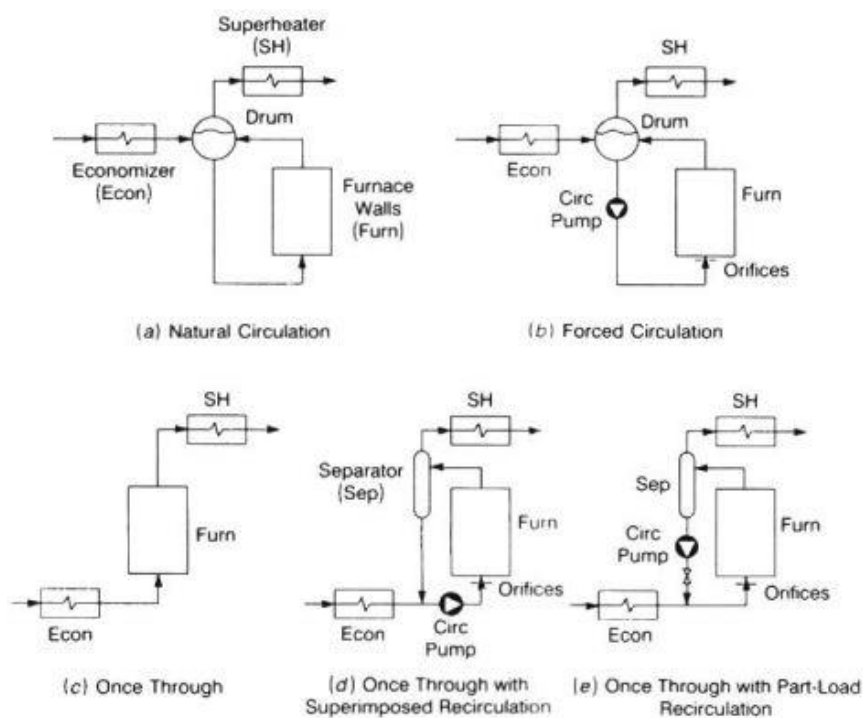 Superheater
(SH)
Drum
Economizer
(Econ)
Furnace
Walls
(Furn)
(a) Natural Circulation
SH
Drum
Econ
Circ
Pump
Furn
Orifices
(b) Forced Circulation
SH
Furn
Econ
(c) Once Through
SH
Separator
(Sep)
Furn
Orifices
Econ
Circ
Pump
(d) Once Through with
Superimposed Recirculation
SH
Sep
Circ
Pump
Furn
Orifices
Econ
(e) Once Through with Part-Load
Recirculation